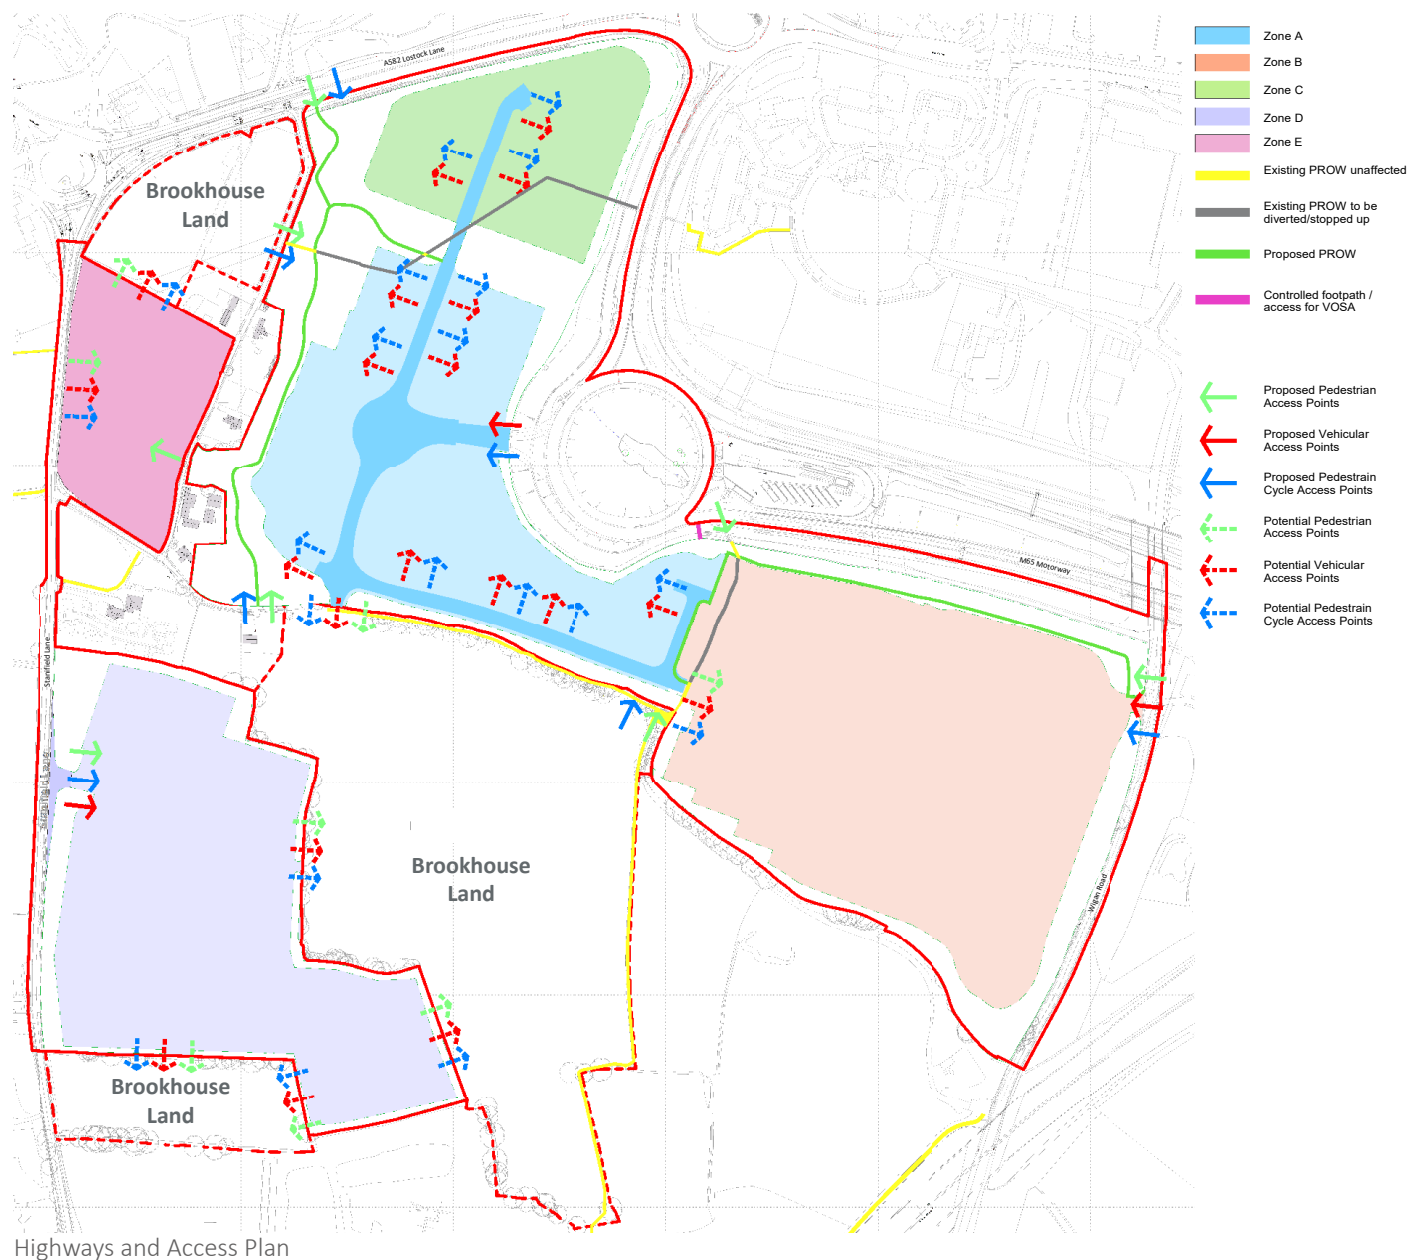 A582 Lostock Lane
Brookhouse
Land
M65 Motorway
Stanifield Lane
Stanifield Lane
Brookhouse
Land
Wigan Road
Brookhouse
Land
Zone A
Zone B
Zone C
Zone D
Zone E
Existing PROW unaffected
Existing PROW to be
diverted/stopped up
Proposed PROW
Controlled footpath /
access for VOSA
Proposed Pedestrian
Access Points
Proposed Vehicular
Access Points
Proposed Pedestrain
Cycle Access Points
Potential Pedestrian
Access Points
Potential Vehicular
Access Points
Potential Pedestrain
Cycle Access Points
Highways and Access Plan